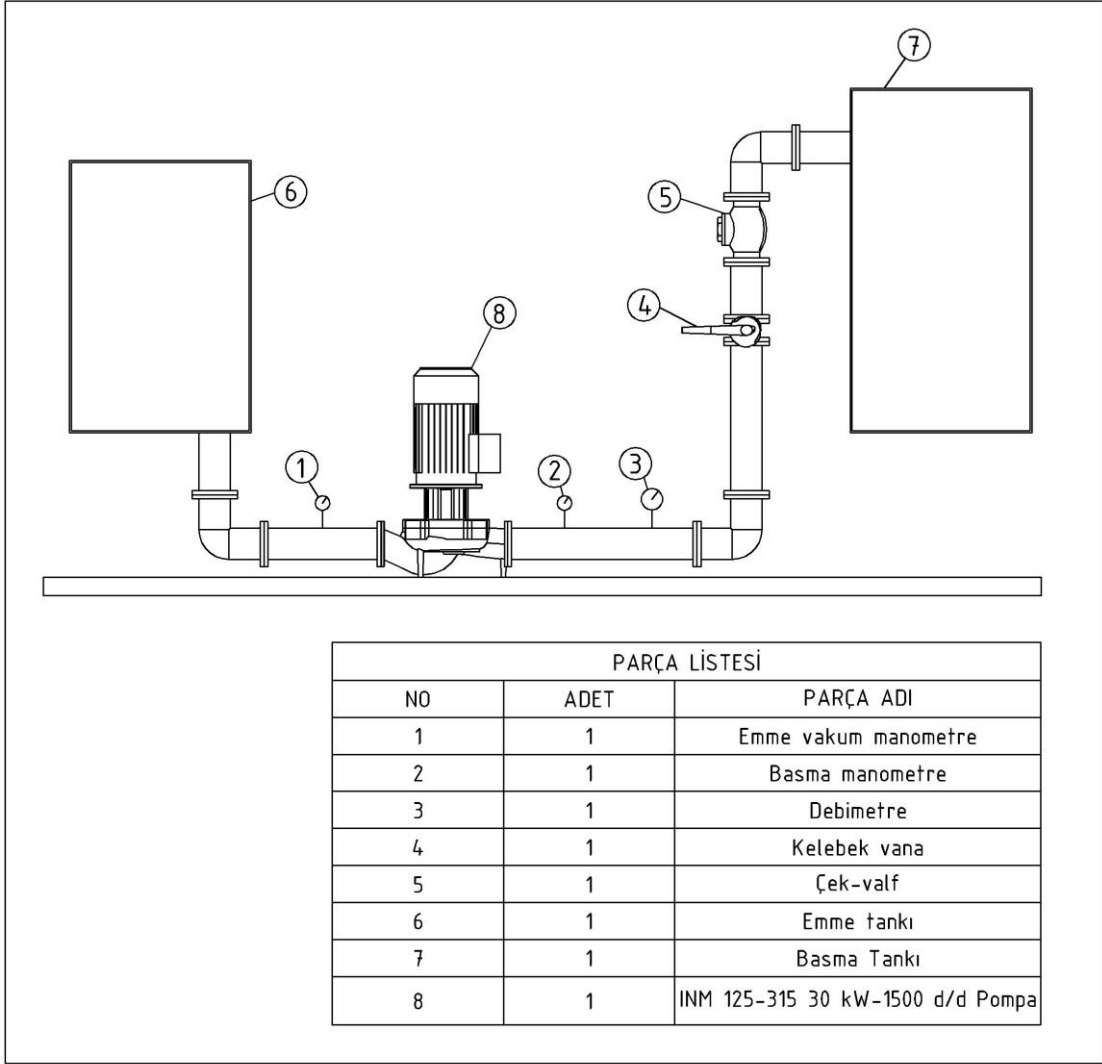 7
6
5
4
8
1
2
3
PARÇA LİSTESİ
NO ADET PARÇA ADI
1 1 Emme vakum manometre
2 1 Basma manometre
3 1 Debimetre
4 1 Kelebek vana
5 1 Çek-valf
6 1 Emme tankı
7 1 Basma Tankı
8 1 INM 125-315 30 kW-1500 d/d Pompa